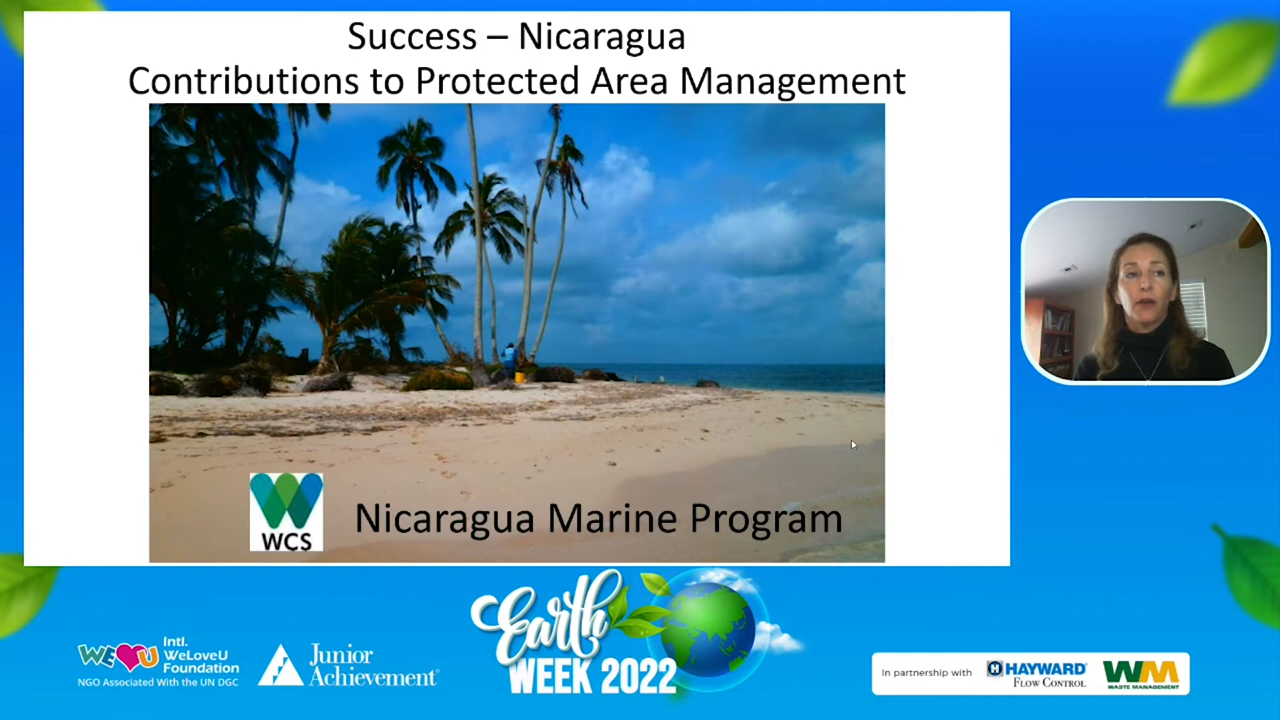 Success – Nicaragua
Contributions to Protected Area Management
WCS
Nicaragua Marine Program
Earth
WEEK 2022
WE U
Intl.
WeLoveU
Foundation
NGO Associated With the UN DGC
Junior
Achievement®
In partnership with
HAYWARD®
FLOW CONTROL
WM
WASTE MANAGEMENT